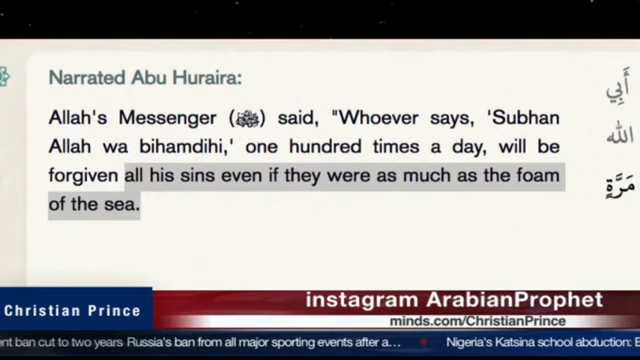 Narrated Abu Huraira:
Allah's Messenger (ﷺ) said, "Whoever says, 'Subhan
Allah wa bihamdihi,' one hundred times a day, will be
forgiven all his sins even if they were as much as the foam
of the sea.
أَبِي
الله
مَرَّةٍ
instagram ArabianProphet
Christian Prince
minds.com/ChristianPrince
ent ban cut to two years Russia's ban from all major sporting events after a...
Nigeria's Katsina school abduction: B